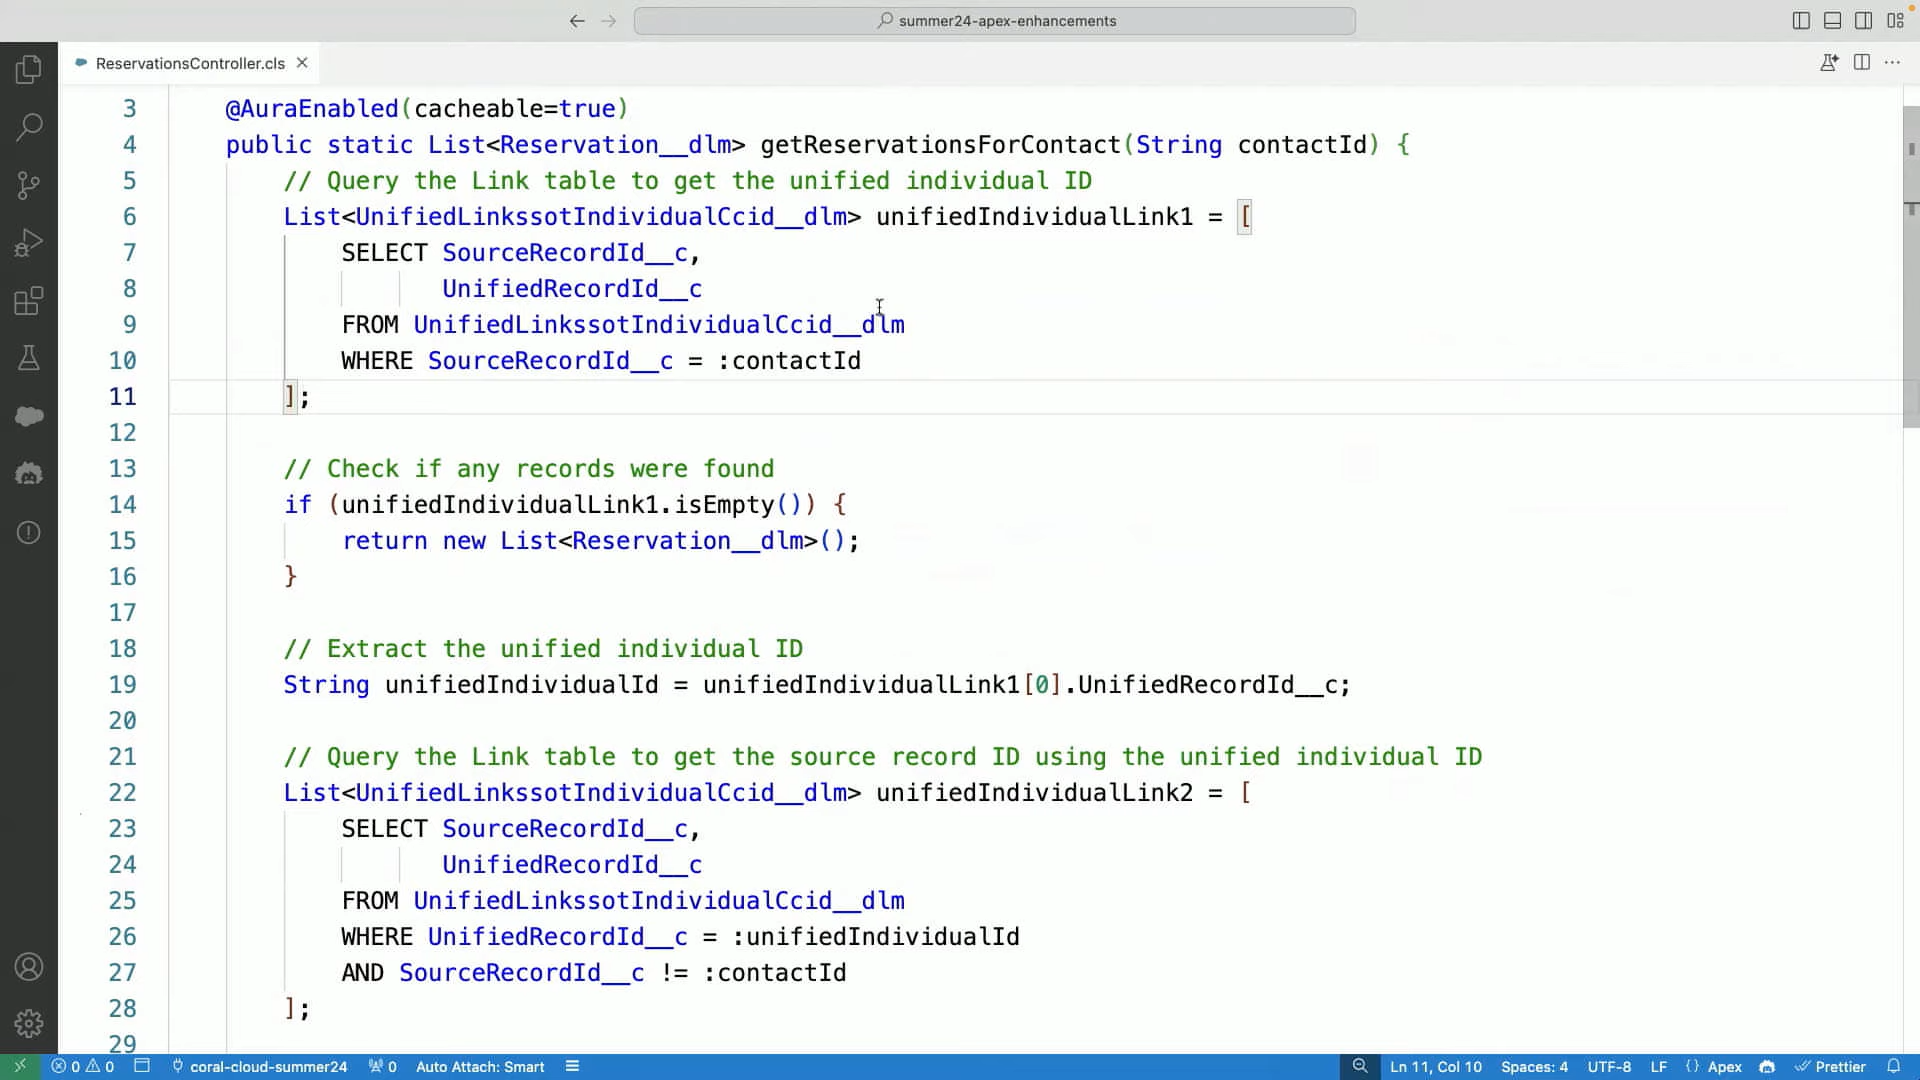 summer24-apex-enhancements
ReservationsController.cls
3 @AuraEnabled(cacheable=true)
4 public static List<Reservation__dlm> getReservationsForContact(String contactId) {
5 // Query the Link table to get the unified individual ID
6 List<UnifiedLinkssotIndividualCcid__dlm> unifiedIndividualLink1 = [
7 SELECT SourceRecordId__c,
8 UnifiedRecordId__c
9 FROM UnifiedLinkssotIndividualCcid__dlm
10 WHERE SourceRecordId__c = :contactId
11 ];
12
13 // Check if any records were found
14 if (unifiedIndividualLink1.isEmpty()) {
15 return new List<Reservation__dlm>();
16 }
17
18 // Extract the unified individual ID
19 String unifiedIndividualId = unifiedIndividualLink1[0].UnifiedRecordId__c;
20
21 // Query the Link table to get the source record ID using the unified individual ID
22 List<UnifiedLinkssotIndividualCcid__dlm> unifiedIndividualLink2 = [
23 SELECT SourceRecordId__c,
24 UnifiedRecordId__c
25 FROM UnifiedLinkssotIndividualCcid__dlm
26 WHERE UnifiedRecordId__c = :unifiedIndividualId
27 AND SourceRecordId__c != :contactId
28 ];
29
0 0 coral-cloud-summer24 0 Auto Attach: Smart Ln 11, Col 10 Spaces: 4 UTF-8 LF {} Apex Prettier